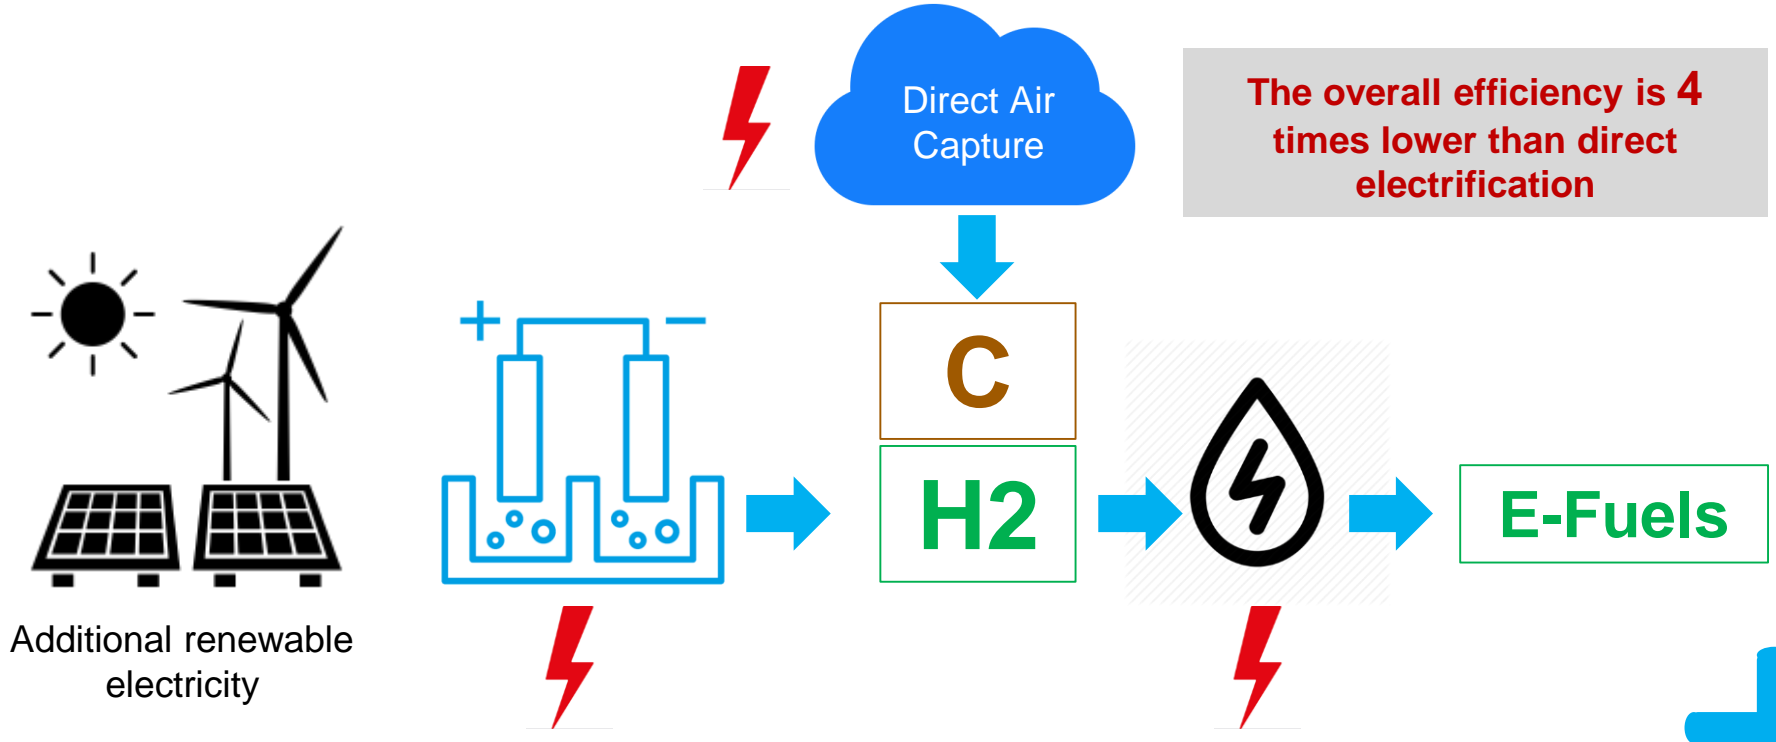 Direct Air
Capture
The overall efficiency is 4
times lower than direct
electrification
+ −
C
H2
E-Fuels
Additional renewable
electricity